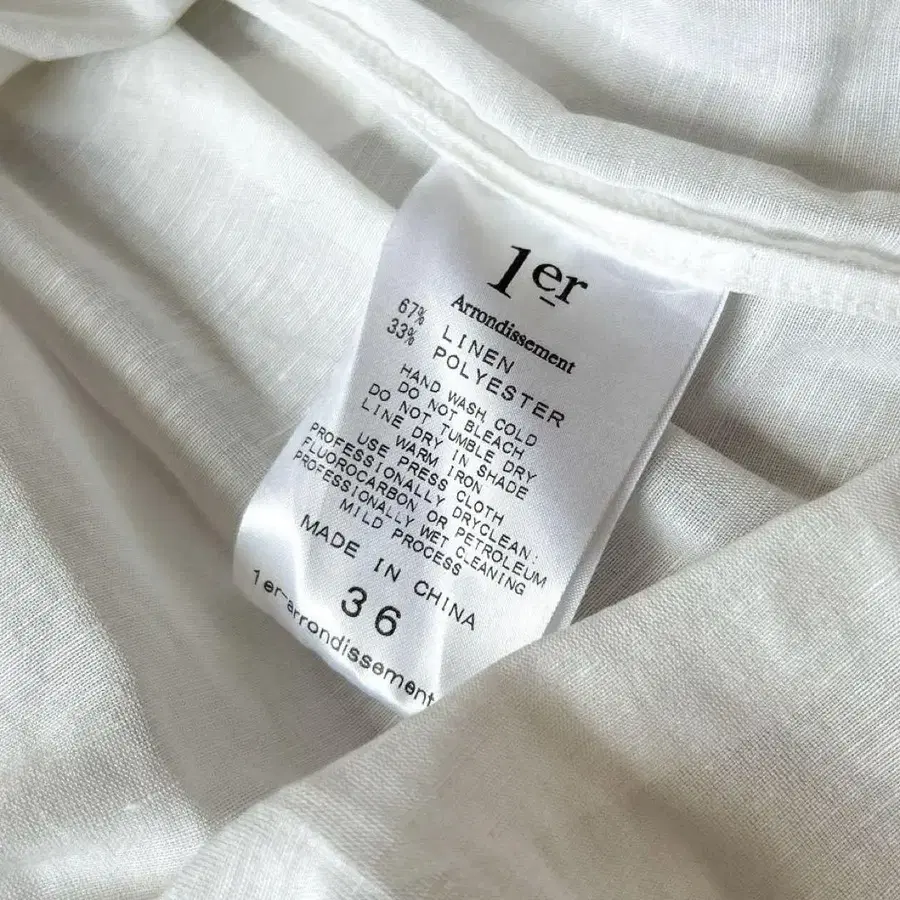 1er
Arrondissement
67% LINEN
33% POLYESTER
HAND WASH COLD
DO NOT BLEACH
DO NOT TUMBLE DRY
LINE DRY IN SHADE
WARM IRON
USE PRESS CLOTH
PROFESSIONALLY DRYCLEAN:
FLUOROCARBON OR PETROLEUM
PROFESSIONALLY WET CLEANING
MILD PROCESS
MADE IN CHINA
36
1er-arrondissement